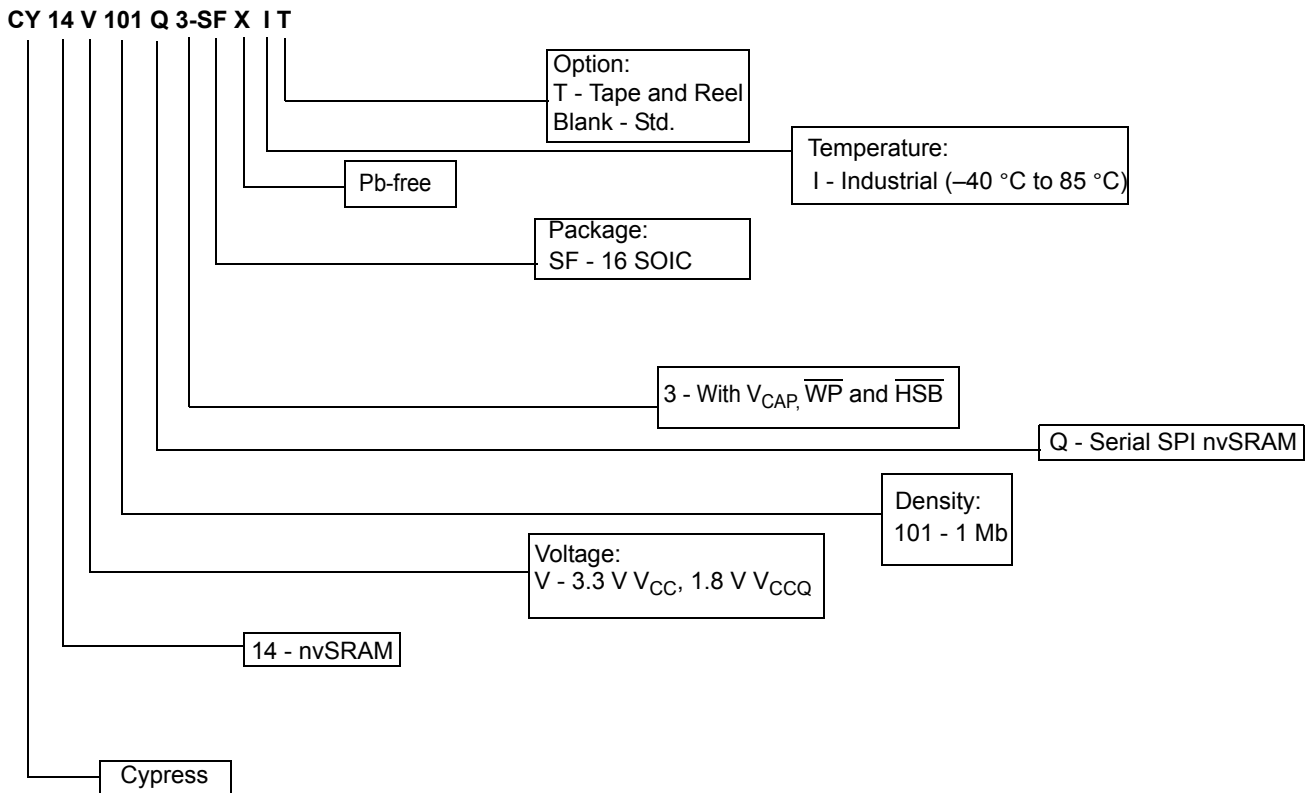 CY 14 V 101 Q 3-SF X I T
Option:
T - Tape and Reel
Blank - Std.
Temperature:
I - Industrial (–40 °C to 85 °C)
Pb-free
Package:
SF - 16 SOIC
3 - With VCAP, WP and HSB
Q - Serial SPI nvSRAM
Density:
101 - 1 Mb
Voltage:
V - 3.3 V VCC, 1.8 V VCCQ
14 - nvSRAM
Cypress